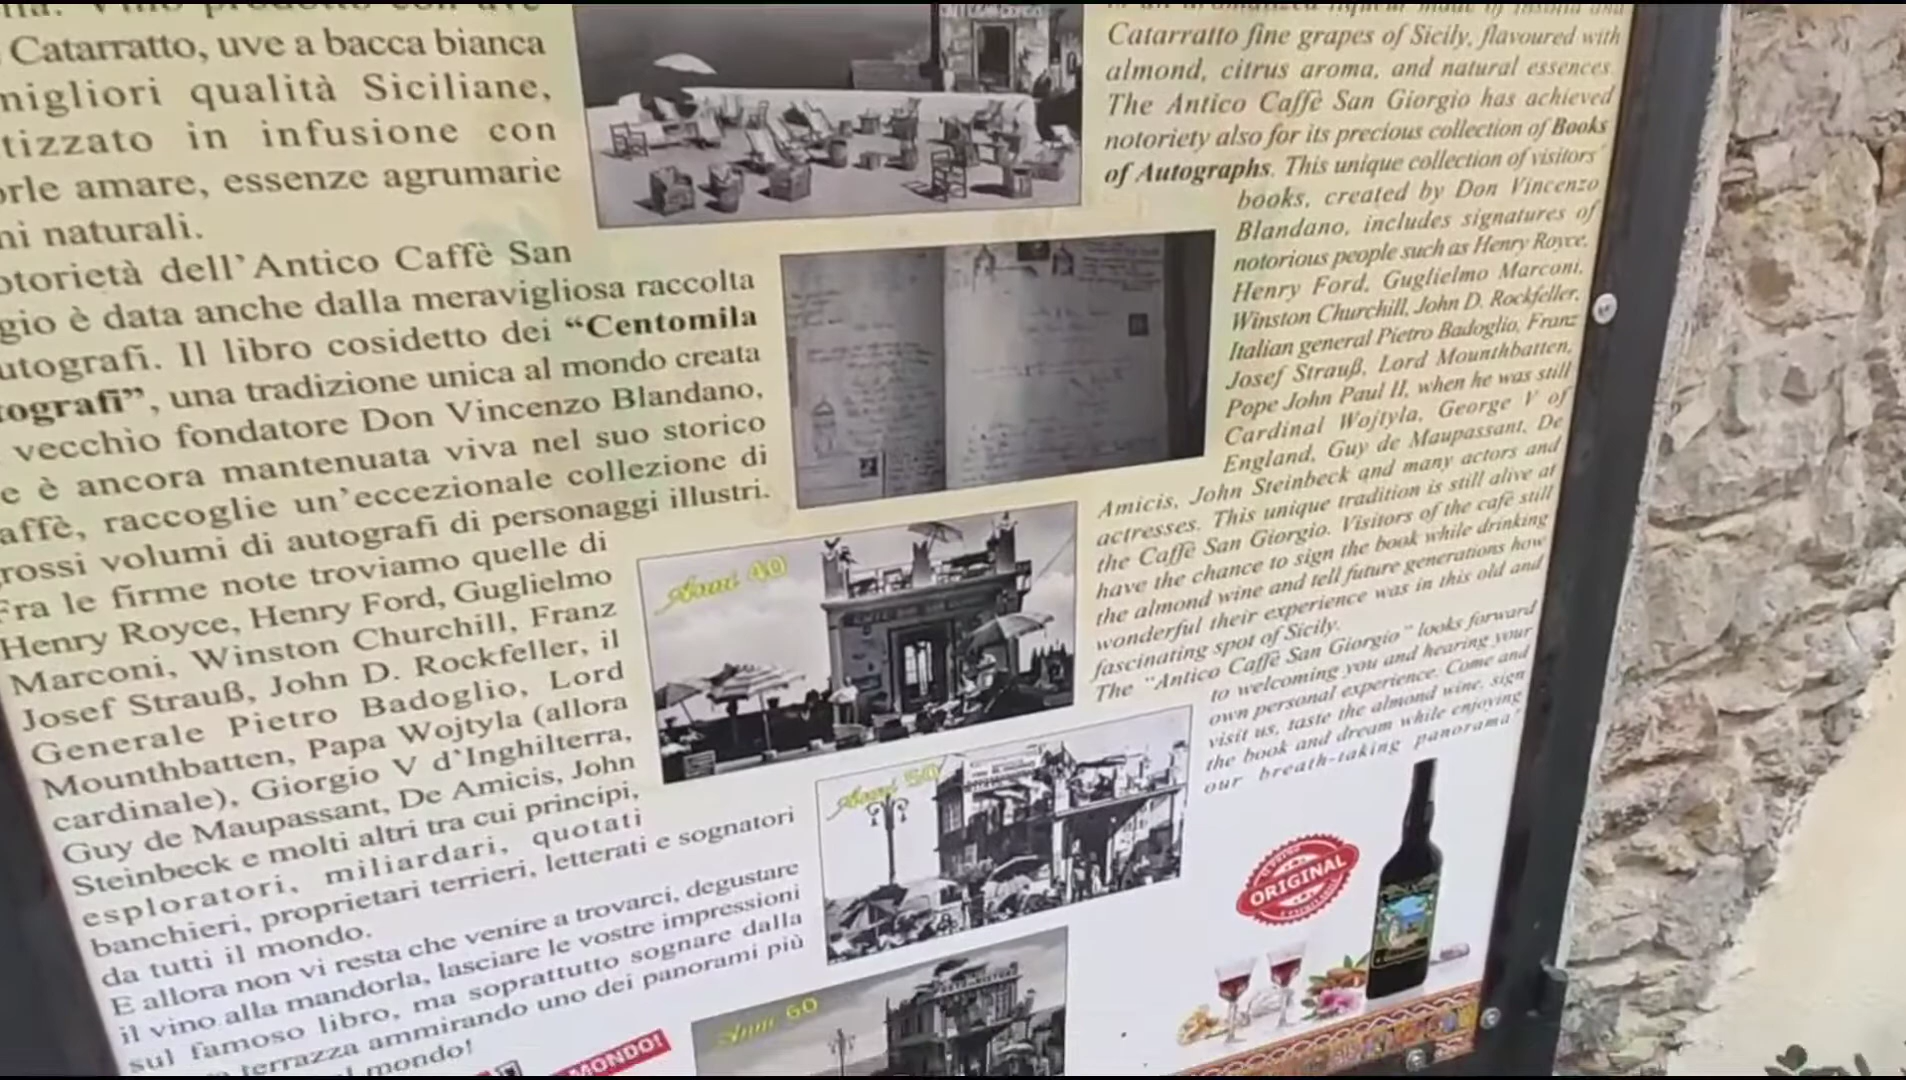 Catarratto, uve a bacca bianca
migliori qualità Siciliane,
tizzato in infusione con
orle amare, essenze agrumarie
ni naturali.
otorietà dell'Antico Caffè San
gio è data anche dalla meravigliosa raccolta
utografi. Il libro cosidetto dei “Centomila
tografi”, una tradizione unica al mondo creata
vecchio fondatore Don Vincenzo Blandano,
e è ancora mantenuata viva nel suo storico
affè, raccoglie un'eccezionale collezione di
rossi volumi di autografi di personaggi illustri.
Fra le firme note troviamo quelle di
Henry Royce, Henry Ford, Guglielmo
Marconi, Winston Churchill, Franz
Josef Strauß, John D. Rockfeller, il
Generale Pietro Badoglio, Lord
Mounthbatten, Papa Wojtyla (allora
cardinale), Giorgio V d'Inghilterra,
Guy de Maupassant, De Amicis, John
Steinbeck e molti altri tra cui principi,
esploratori, miliardari, quotati
banchieri, proprietari terrieri, letterati e sognatori
da tutti il mondo.
E allora non vi resta che venire a trovarci, degustare
il vino alla mandorla, lasciare le vostre impressioni
sul famoso libro, ma soprattutto sognare dalla
terrazza ammirando uno dei panorami più
mondo!
MONDO!
Anni 40
Anni 50
Anni 60
Catarratto fine grapes of Sicily, flavoured with
almond, citrus aroma, and natural essences.
The Antico Caffè San Giorgio has achieved
notoriety also for its precious collection of Books
of Autographs. This unique collection of visitors'
books, created by Don Vincenzo
Blandano, includes signatures of
notorious people such as Henry Royce,
Henry Ford, Guglielmo Marconi,
Winston Churchill, John D. Rockfeller,
Italian general Pietro Badoglio, Franz
Josef Strauß, Lord Mounthbatten,
Pope John Paul II, when he was still
Cardinal Wojtyla, George V of
England, Guy de Maupassant, De
Amicis, John Steinbeck and many actors and
actresses. This unique tradition is still alive at
the Caffè San Giorgio. Visitors of the cafè still
have the chance to sign the book while drinking
the almond wine and tell future generations how
wonderful their experience was in this old and
fascinating spot of Sicily.
The “Antico Caffè San Giorgio” looks forward
to welcoming you and hearing your
own personal experience. Come and
visit us, taste the almond wine, sign
the book and dream while enjoying
our breath-taking panorama!
ORIGINAL